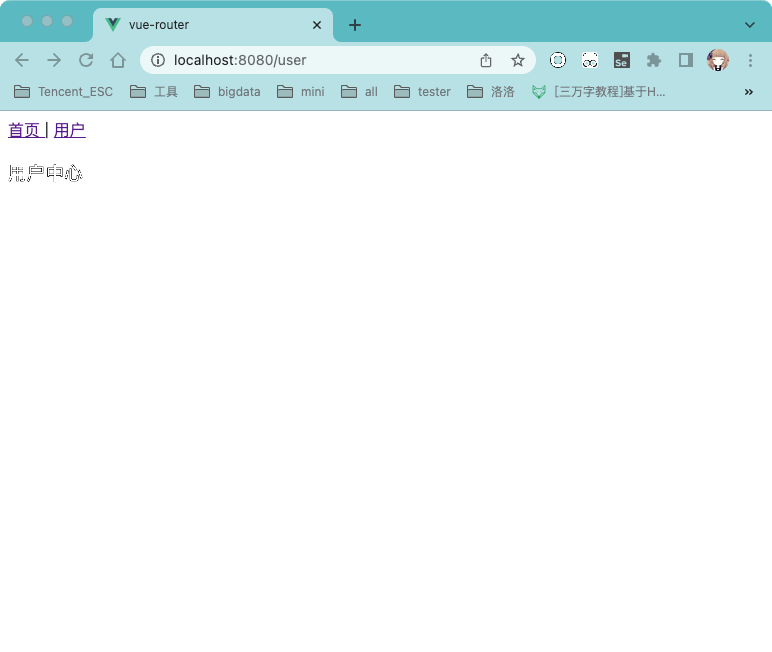 vue-router
localhost:8080/user
Se
Tencent_ESC 工具 bigdata mini all tester 洛洛 [三万字教程]基于H... »
首页 | 用户
用户中心